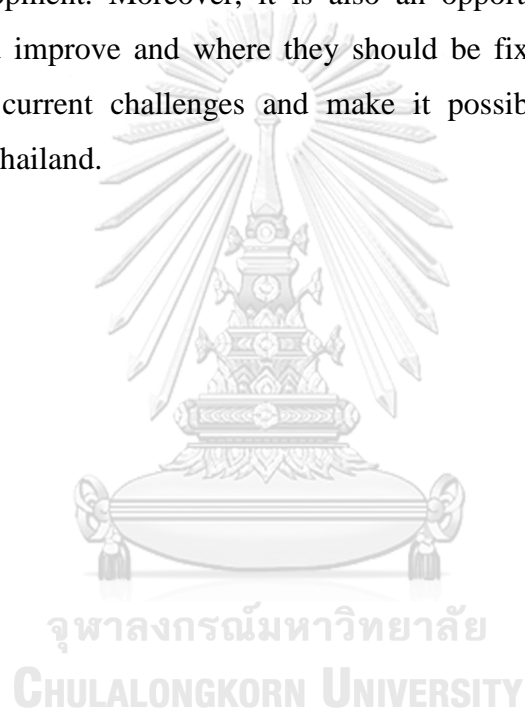 opment. Moreover, it is also an opport
improve and where they should be fix
current challenges and make it possib
hailand.
จุฬาลงกรณ์มหาวิทยาลัย
CHULALONGKORN UNIVERSITY